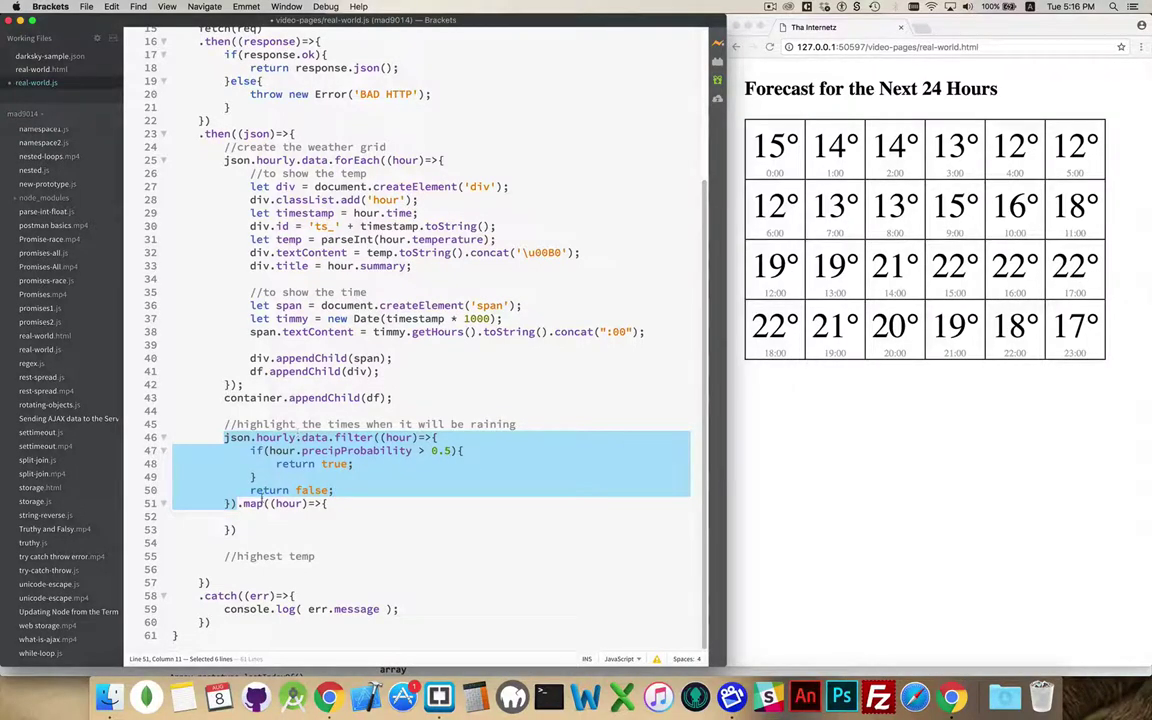 Brackets File Edit Find View Navigate Emmet Window Debug Help
100% Tue 5:16 PM
• video-pages/real-world.js (mad9014) — Brackets
Working Files
darksky-sample.json
real-world.html
real-world.js
mad9014
namespace1.js
namespace2.js
nested-loops.mp4
nested.js
new-prototype.js
node_modules
parse-int-float.js
postman basics.mp4
Promise-race.mp4
Promises-all.js
Promises-All.mp4
promises-race.js
Promises.mp4
promises1.js
promises2.js
real-world.html
real-world.js
rest-spread.js
rest-spread.mp4
rotating-objects.js
Sending AJAX data to the Serv
settimeout.js
settimeout.mp4
split-join.js
split-join.mp4
storage.html
storage.js
string-reverse.js
Truthy and Falsy.mp4
truthy.js
try catch throw error.mp4
try-catch-throw.js
unicode-escape.js
unicode-escape.mp4
Updating Node from the Term
web storage.mp4
what-is-ajax.mp4
while-loop.js
15 fetch(req)
16 .then((response)=>{
17 if(response.ok){
18 return response.json();
19 }else{
20 throw new Error('BAD HTTP');
21 }
22 })
23 .then((json)=>{
24 //create the weather grid
25 json.hourly.data.forEach((hour)=>{
26 //to show the temp
27 let div = document.createElement('div');
28 div.classList.add('hour');
29 let timestamp = hour.time;
30 div.id = 'ts_' + timestamp.toString();
31 let temp = parseInt(hour.temperature);
32 div.textContent = temp.toString().concat('\u00B0');
33 div.title = hour.summary;
34
35 //to show the time
36 let span = document.createElement('span');
37 let timmy = new Date(timestamp * 1000);
38 span.textContent = timmy.getHours().toString().concat(":00");
39
40 div.appendChild(span);
41 df.appendChild(div);
42 });
43 container.appendChild(df);
44
45 //highlight the times when it will be raining
46 json.hourly.data.filter((hour)=>{
47 if(hour.precipProbability > 0.5){
48 return true;
49 }
50 return false;
51 }).map((hour)=>{
52
53 })
54
55 //highest temp
56
57 })
58 .catch((err)=>{
59 console.log( err.message );
60 })
61 }
Line 51, Column 11 — Selected 6 lines — 61 Lines
INS JavaScript Spaces: 4
array
Tha Internetz
127.0.0.1:50597/video-pages/real-world.html
Forecast for the Next 24 Hours
15° 14° 14° 13° 12° 12°
0:00 1:00 2:00 3:00 4:00 5:00
12° 13° 13° 15° 16° 18°
6:00 7:00 8:00 9:00 10:00 11:00
19° 19° 21° 22° 22° 22°
12:00 13:00 14:00 15:00 16:00 17:00
22° 21° 20° 19° 18° 17°
18:00 19:00 20:00 21:00 22:00 23:00
AUG
8
An Ps Fz